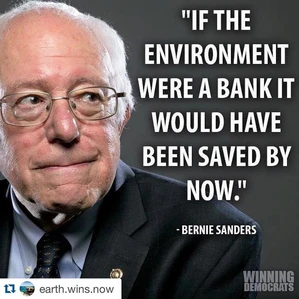 "IF THE
ENVIRONMENT
WERE A BANK IT
WOULD HAVE
BEEN SAVED BY
NOW."
- BERNIE SANDERS
WINNING
DEMOCRATS
earth.wins.now